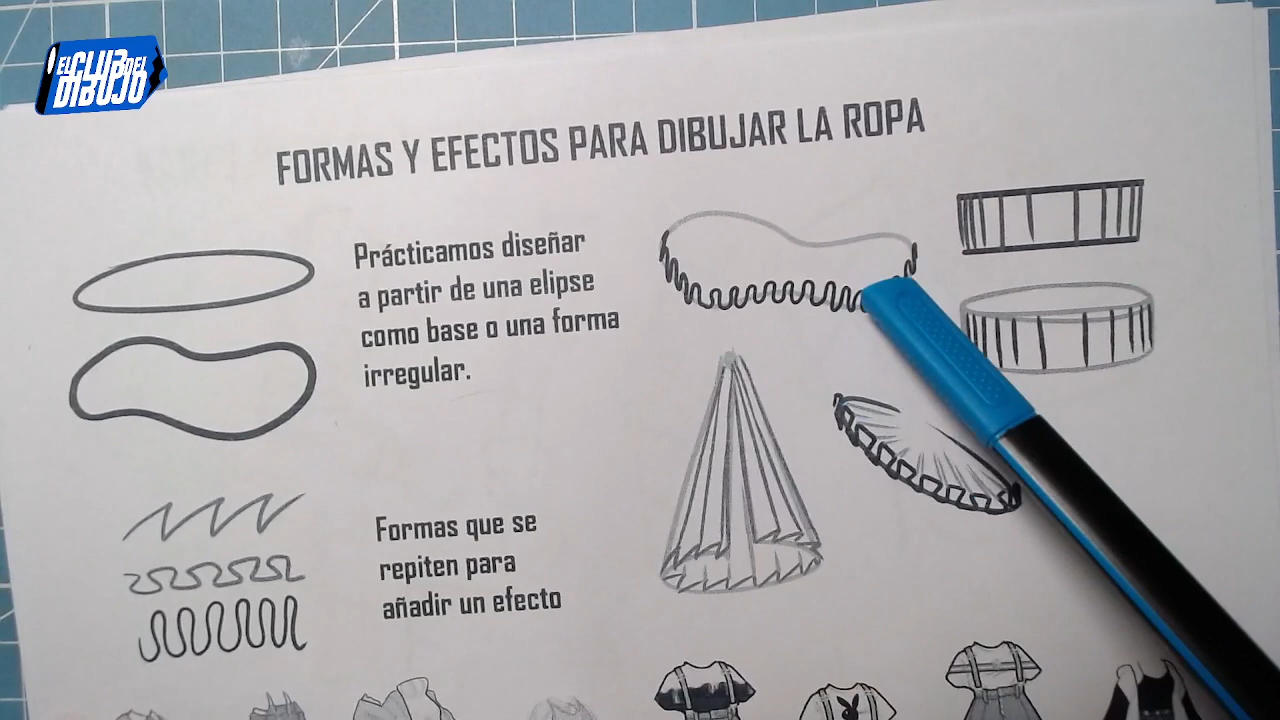 EL CLUB DEL
DIBUJO
FORMAS Y EFECTOS PARA DIBUJAR LA ROPA
Prácticamos diseñar
a partir de una elipse
como base o una forma
irregular.
Formas que se
repiten para
añadir un efecto